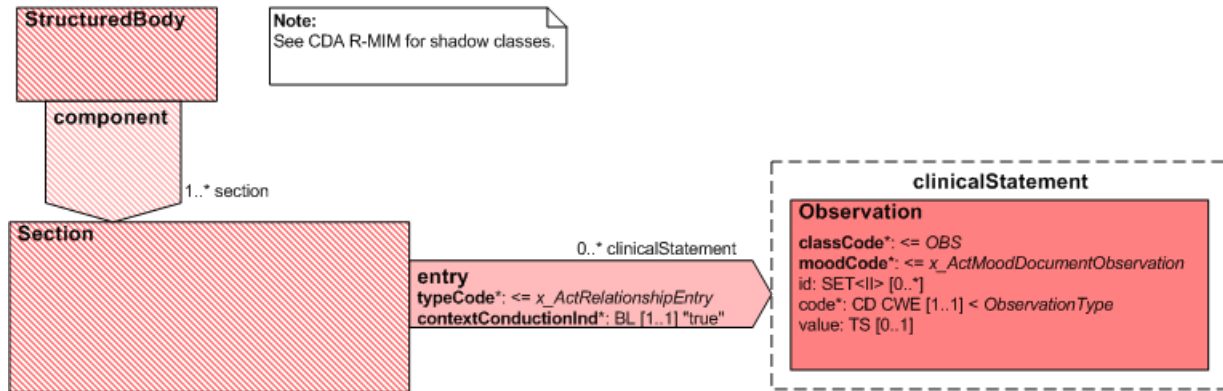 StructuredBody
Note:
See CDA R-MIM for shadow classes.
component
1..* section
Section
0..* clinicalStatement
entry
typeCode*: <= x_ActRelationshipEntry
contextConductionInd*: BL [1..1] "true"
clinicalStatement
Observation
classCode*: <= OBS
moodCode*: <= x_ActMoodDocumentObservation
id: SET<II> [0..*]
code*: CD CWE [1..1] < ObservationType
value: TS [0..1]